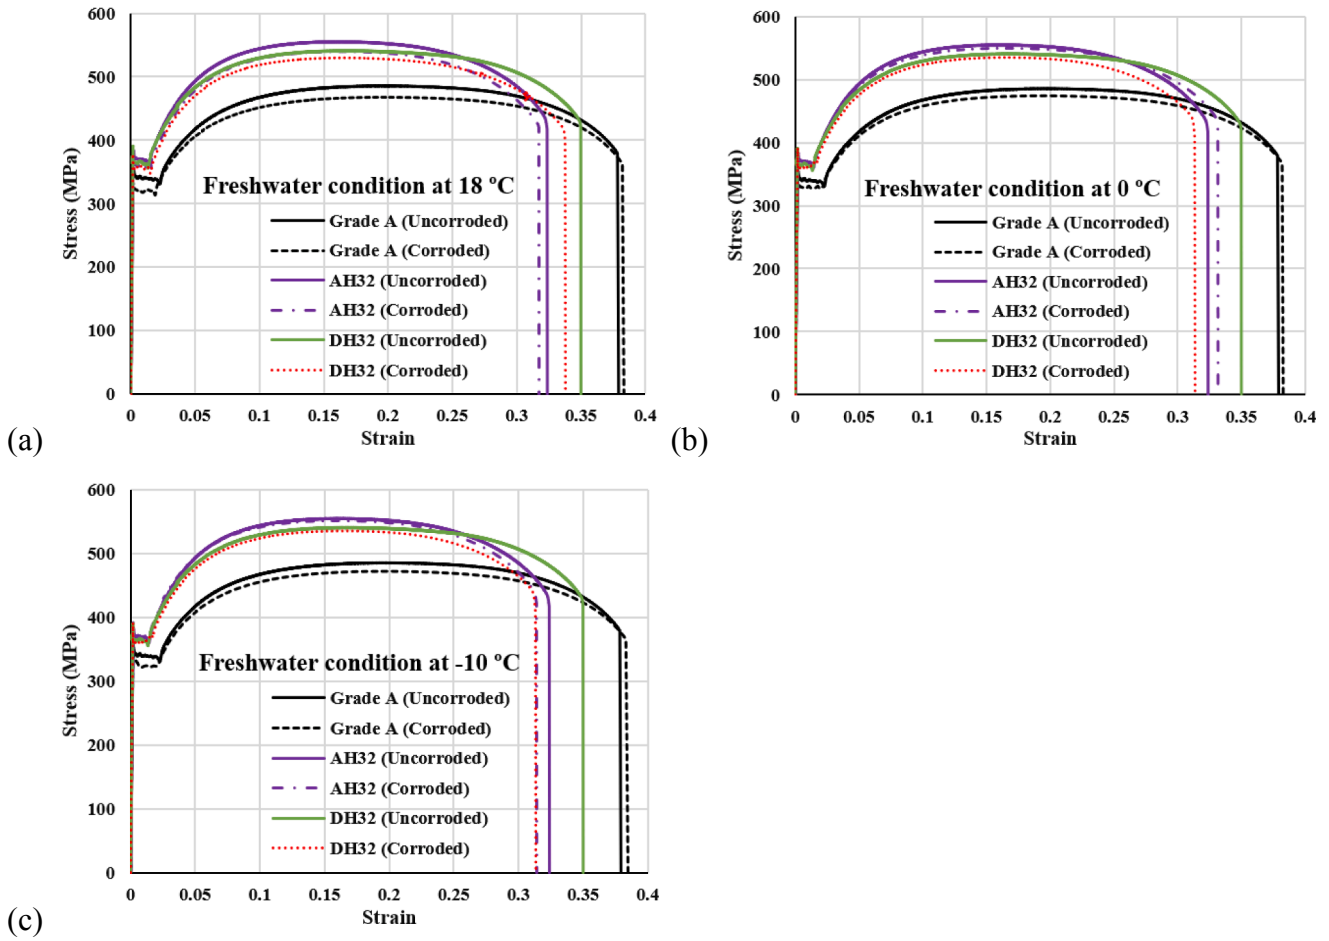 600
500
400
300
200
100
0
Stress (MPa)
Freshwater condition at 18 ºC
Grade A (Uncorroded)
Grade A (Corroded)
AH32 (Uncorroded)
AH32 (Corroded)
DH32 (Uncorroded)
DH32 (Corroded)
0 0.05 0.1 0.15 0.2 0.25 0.3 0.35 0.4
Strain
(a)
600
500
400
300
200
100
0
Stress (MPa)
Freshwater condition at 0 ºC
Grade A (Uncorroded)
Grade A (Corroded)
AH32 (Uncorroded)
AH32 (Corroded)
DH32 (Uncorroded)
DH32 (Corroded)
0 0.05 0.1 0.15 0.2 0.25 0.3 0.35 0.4
Strain
(b)
600
500
400
300
200
100
0
Stress (MPa)
Freshwater condition at -10 ºC
Grade A (Uncorroded)
Grade A (Corroded)
AH32 (Uncorroded)
AH32 (Corroded)
DH32 (Uncorroded)
DH32 (Corroded)
0 0.05 0.1 0.15 0.2 0.25 0.3 0.35 0.4
Strain
(c)